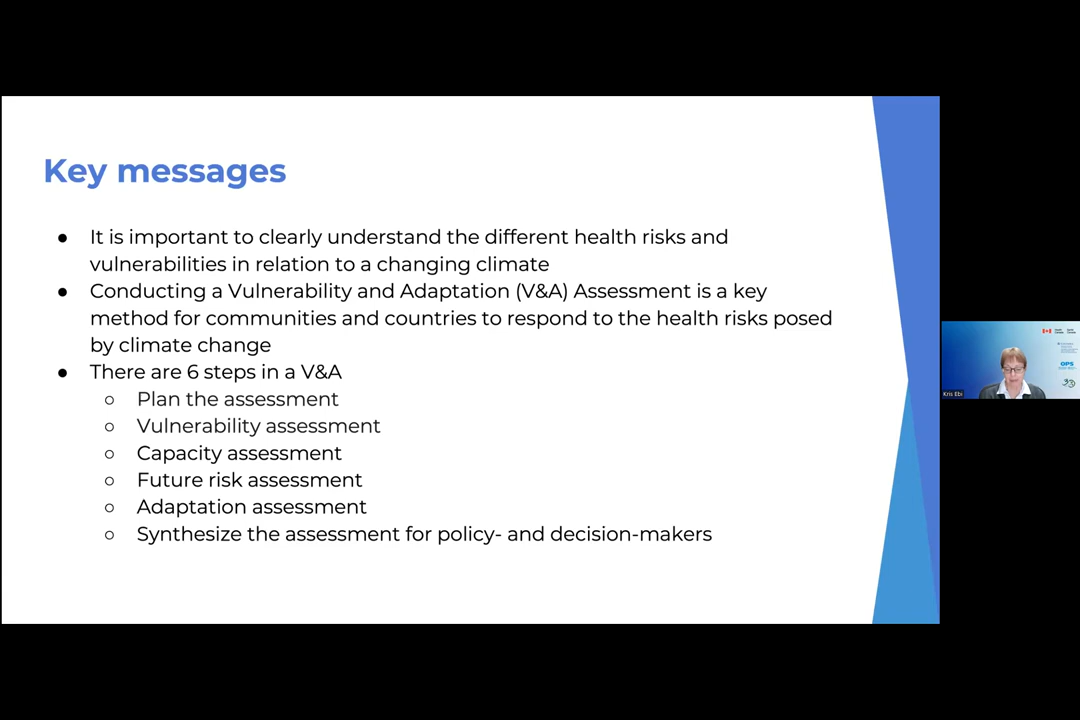 Key messages
● It is important to clearly understand the different health risks and
vulnerabilities in relation to a changing climate
● Conducting a Vulnerability and Adaptation (V&A) Assessment is a key
method for communities and countries to respond to the health risks posed
by climate change
● There are 6 steps in a V&A
○ Plan the assessment
○ Vulnerability assessment
○ Capacity assessment
○ Future risk assessment
○ Adaptation assessment
○ Synthesize the assessment for policy- and decision-makers
OPS
Kris Ebi